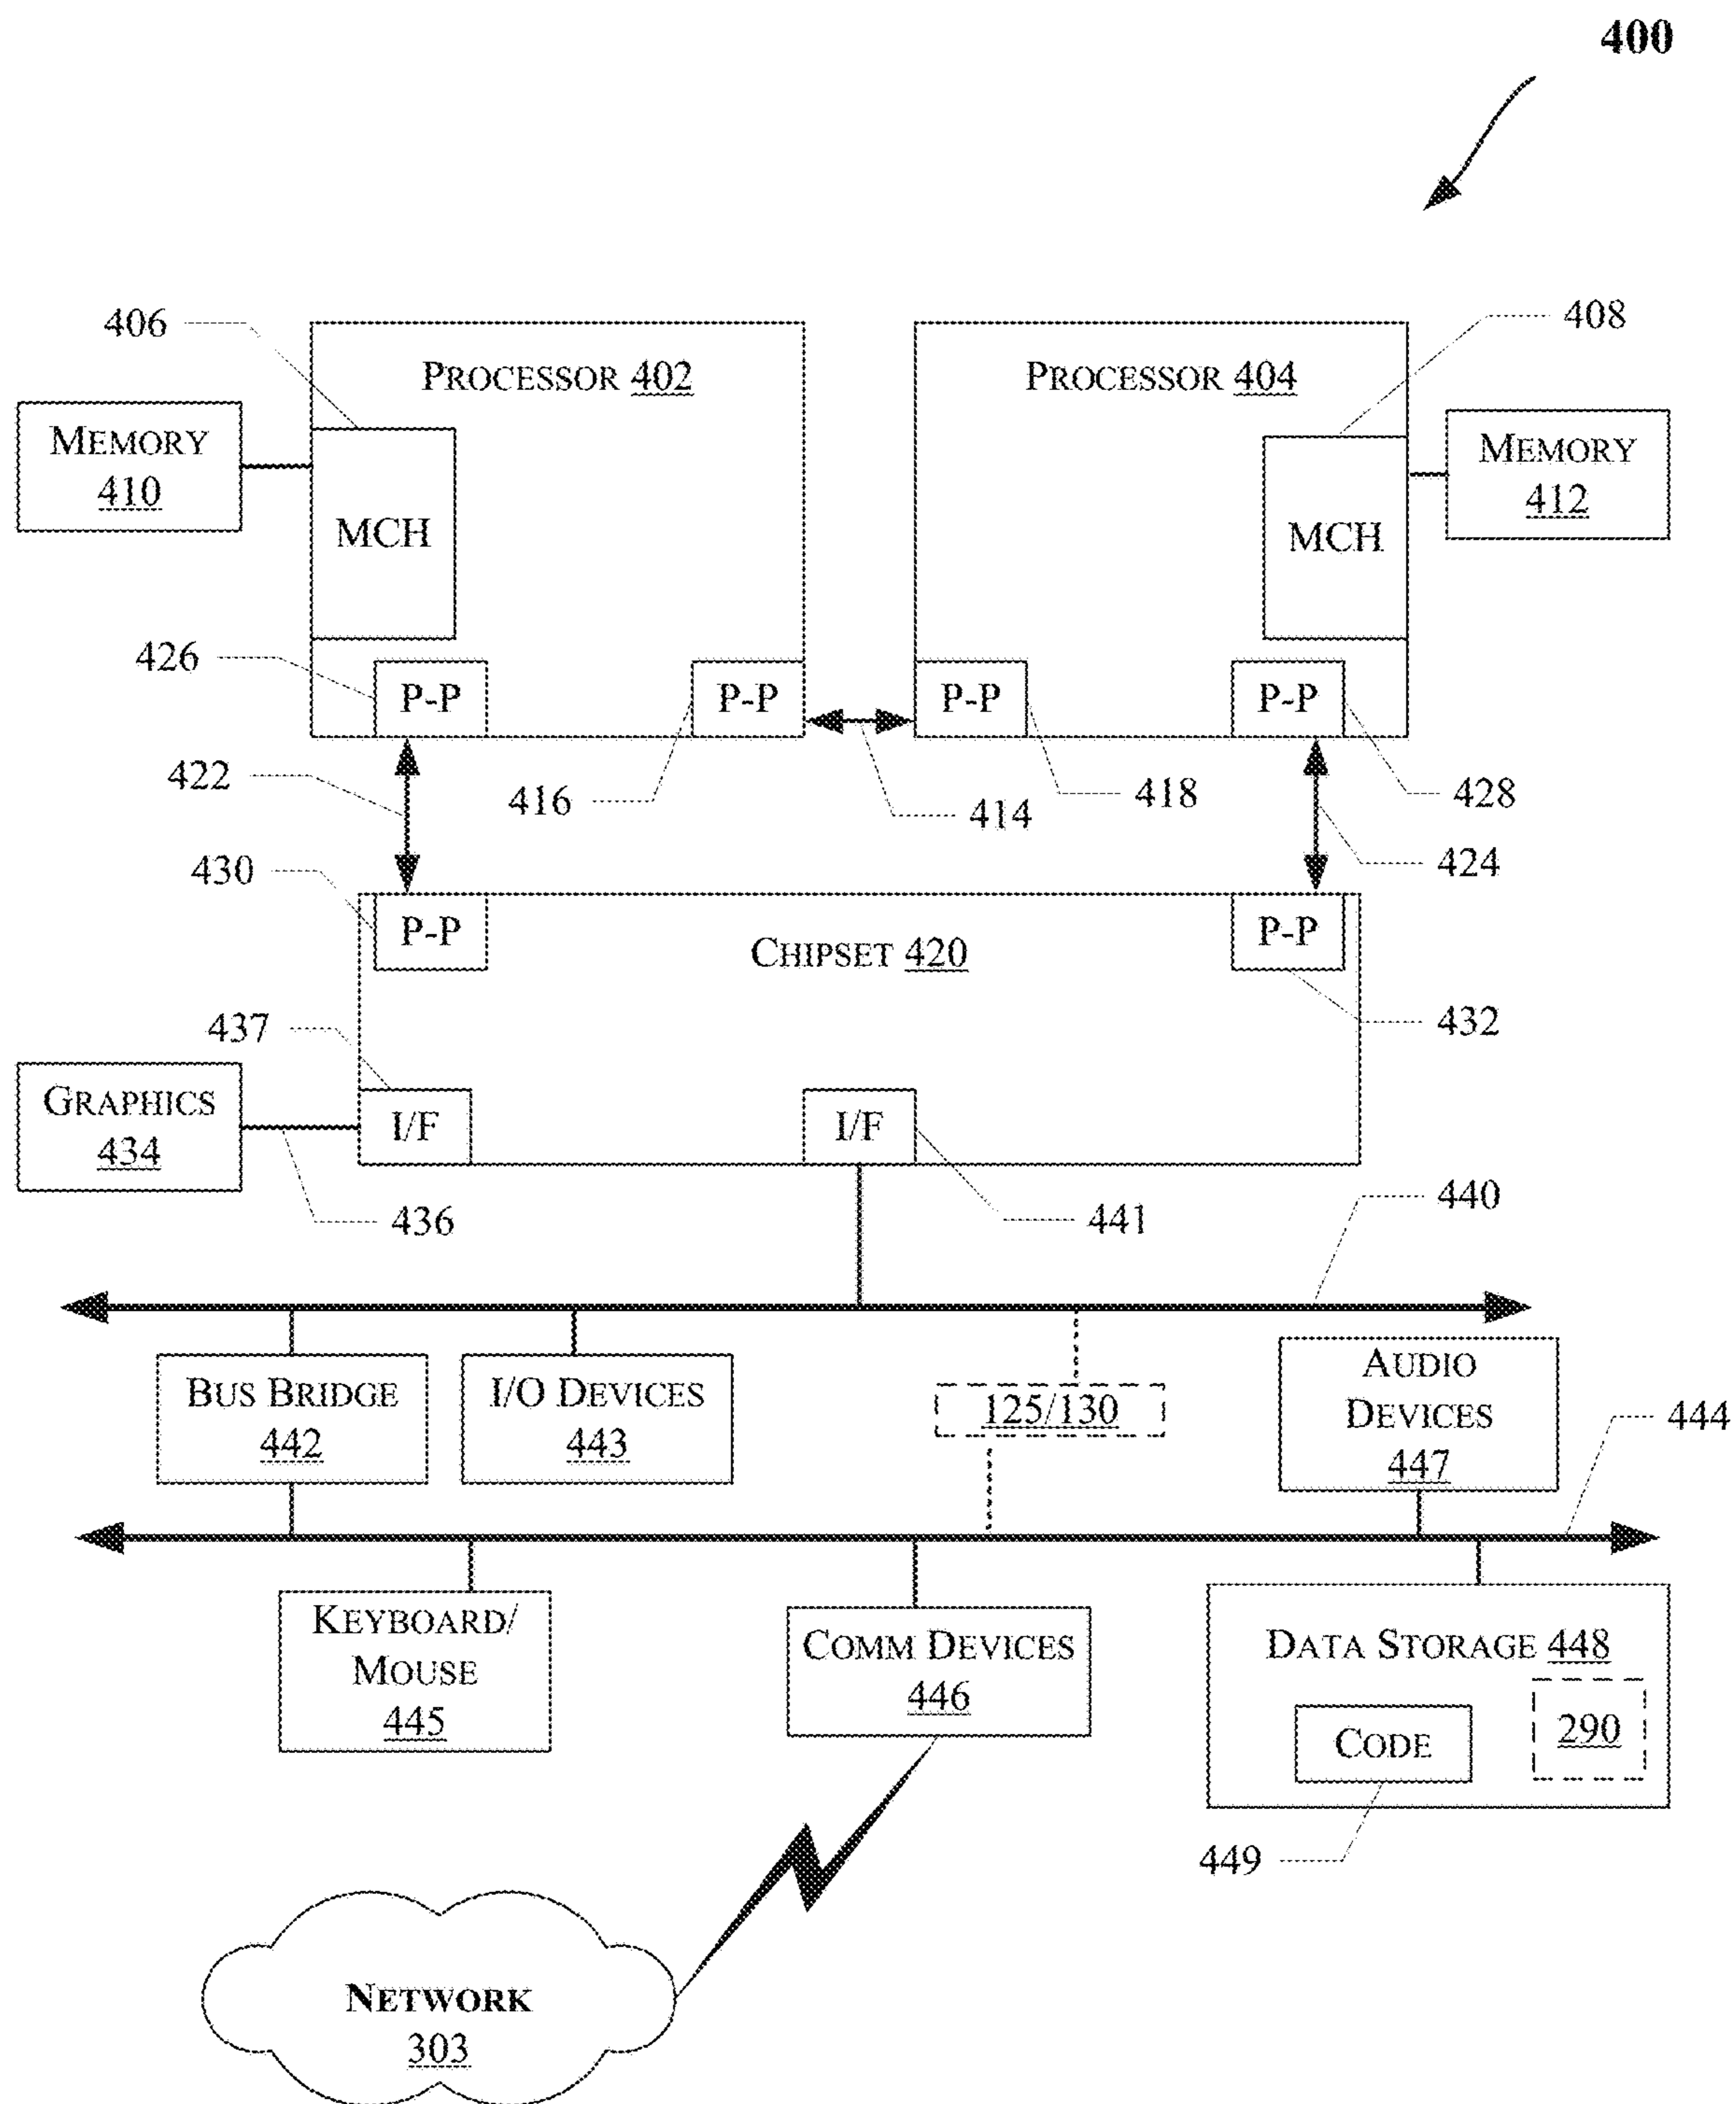 400
406
408
PROCESSOR 402
PROCESSOR 404
MEMORY
410
MEMORY
412
MCH
MCH
426
P-P
P-P
P-P
P-P
422
416
414
418
428
424
430
P-P
CHIPSET 420
P-P
432
437
GRAPHICS
434
I/F
I/F
436
441
440
BUS BRIDGE
442
I/O DEVICES
443
125/130
AUDIO
DEVICES
447
444
KEYBOARD/
MOUSE
445
COMM DEVICES
446
DATA STORAGE 448
CODE
290
449
NETWORK
303